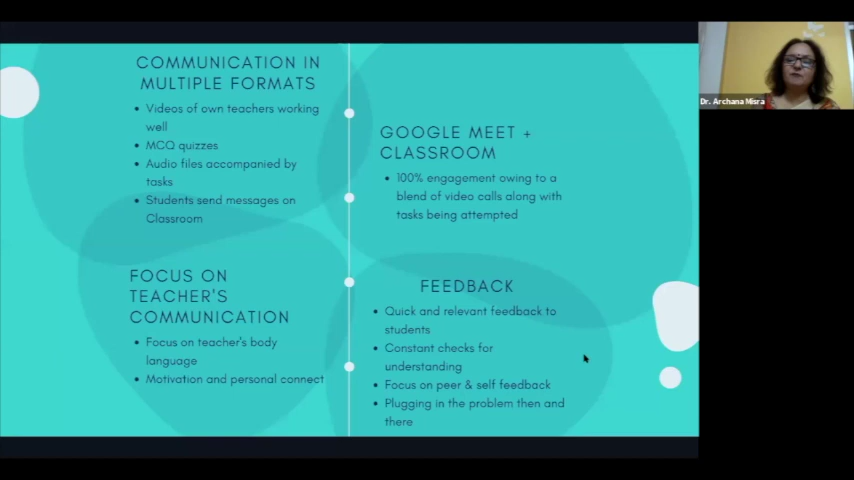 COMMUNICATION IN
MULTIPLE FORMATS
• Videos of own teachers working
well
• MCQ quizzes
• Audio files accompanied by
tasks
• Students send messages on
Classroom
GOOGLE MEET +
CLASSROOM
• 100% engagement owing to a
blend of video calls along with
tasks being attempted
FOCUS ON
TEACHER'S
COMMUNICATION
• Focus on teacher's body
language
• Motivation and personal connect
FEEDBACK
• Quick and relevant feedback to
students
• Constant checks for
understanding
• Focus on peer & self feedback
• Plugging in the problem then and
there
Dr. Archana Misra